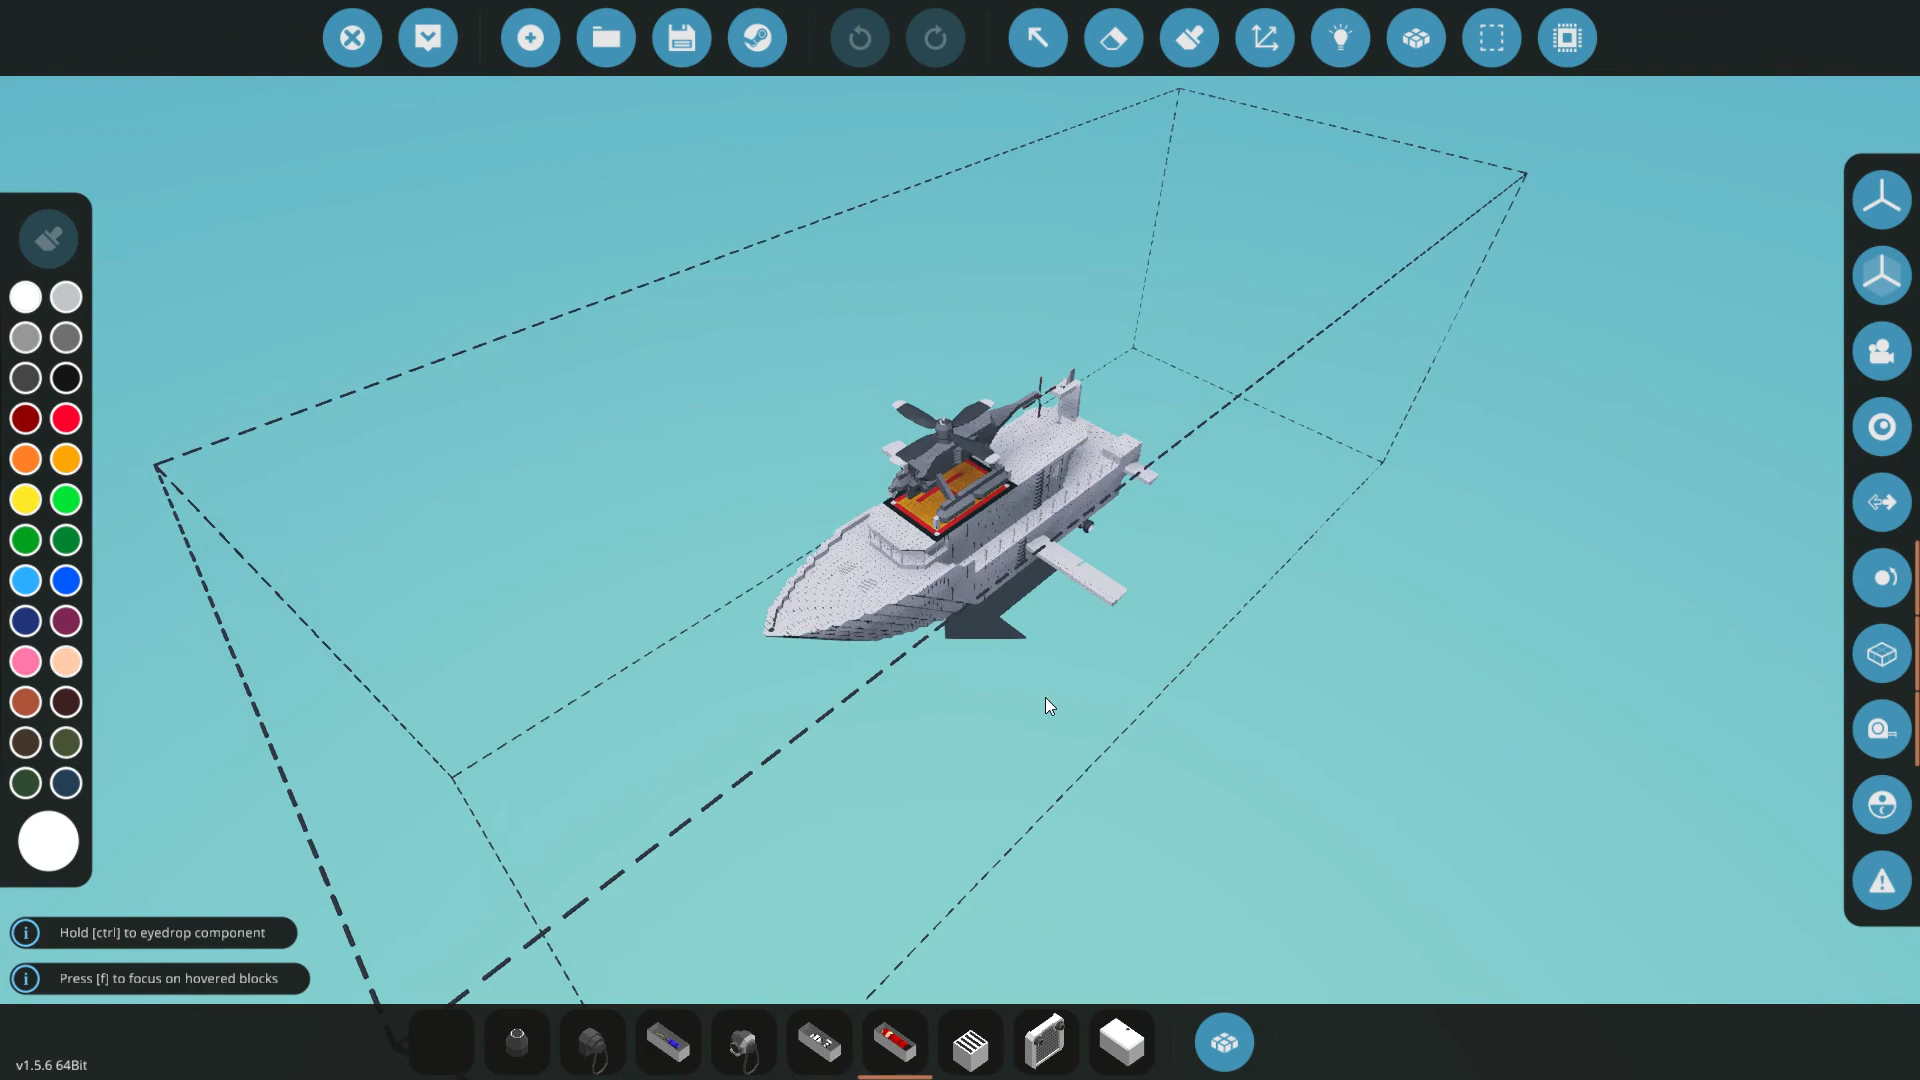 Hold [ctrl] to eyedrop component
Press [f] to focus on hovered blocks
v1.5.6 64Bit